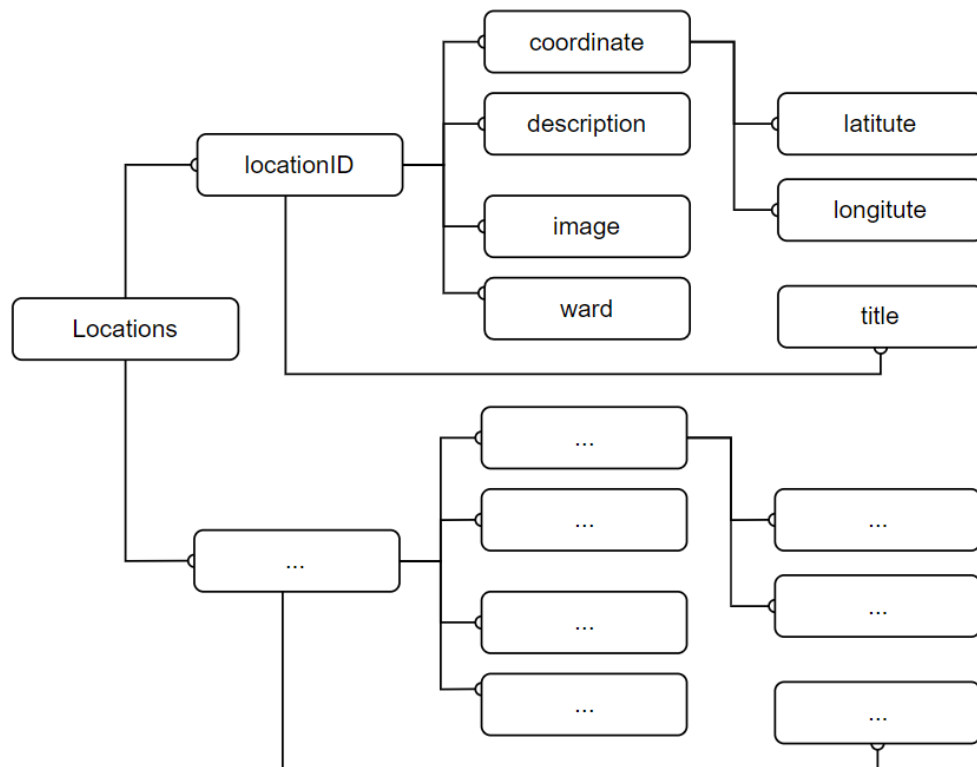 coordinate
description
latitute
locationID
longitute
image
ward
title
Locations
...
...
...
...
...
...
...
...